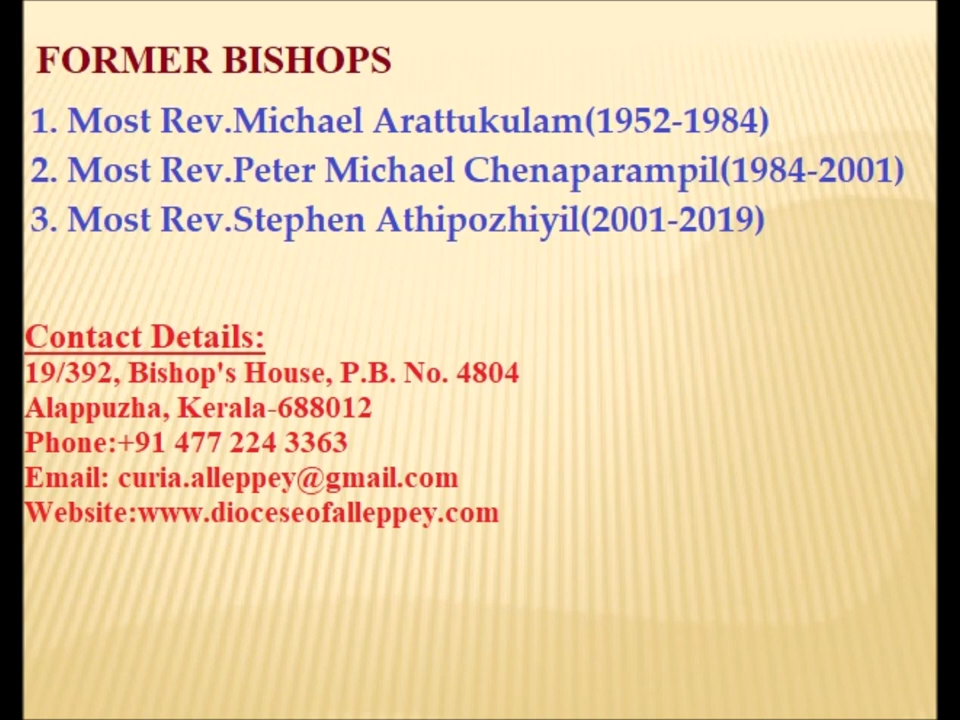 FORMER BISHOPS
1. Most Rev.Michael Arattukulam(1952-1984)
2. Most Rev.Peter Michael Chenaparampil(1984-2001)
3. Most Rev.Stephen Athipozhiyil(2001-2019)
Contact Details:
19/392, Bishop's House, P.B. No. 4804
Alappuzha, Kerala-688012
Phone:+91 477 224 3363
Email: curia.alleppey@gmail.com
Website:www.dioceseofalleppey.com